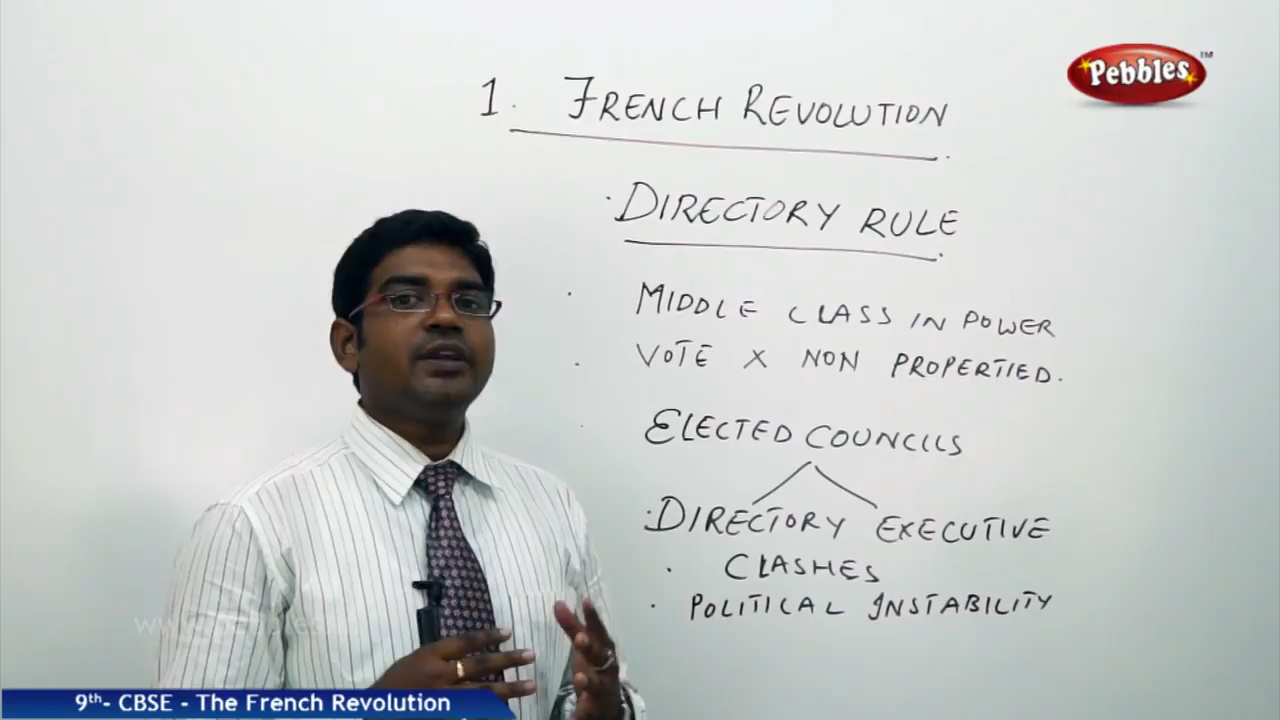 Pebbles™
1. FRENCH REVOLUTION
· DIRECTORY RULE
· MIDDLE CLASS IN POWER
· VOTE X NON PROPERTIED.
· ELECTED COUNCILS
DIRECTORY EXECUTIVE
· CLASHES
· POLITICAL INSTABILITY
9th- CBSE - The French Revolution